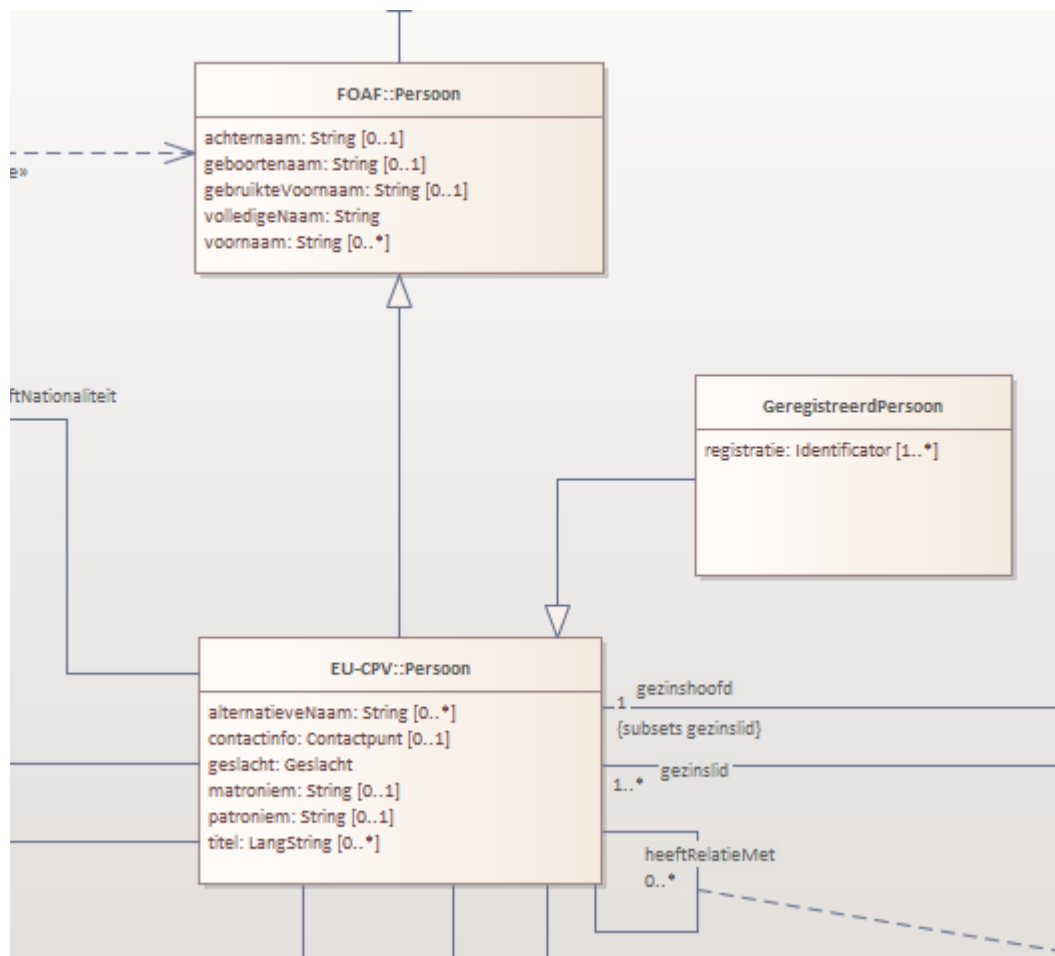 FOAF::Persoon
achternaam: String [0..1]
geboortenaam: String [0..1]
gebruikteVoornaam: String [0..1]
volledigeNaam: String
voornaam: String [0..*]
e»
ftNationaliteit
GeregistreerdPersoon
registratie: Identificator [1..*]
EU-CPV::Persoon
alternatieveNaam: String [0..*]
contactinfo: Contactpunt [0..1]
geslacht: Geslacht
matroniem: String [0..1]
patroniem: String [0..1]
titel: LangString [0..*]
gezinshoofd
1
{subsets gezinslid}
gezinslid
1..*
heeftRelatieMet
0..*